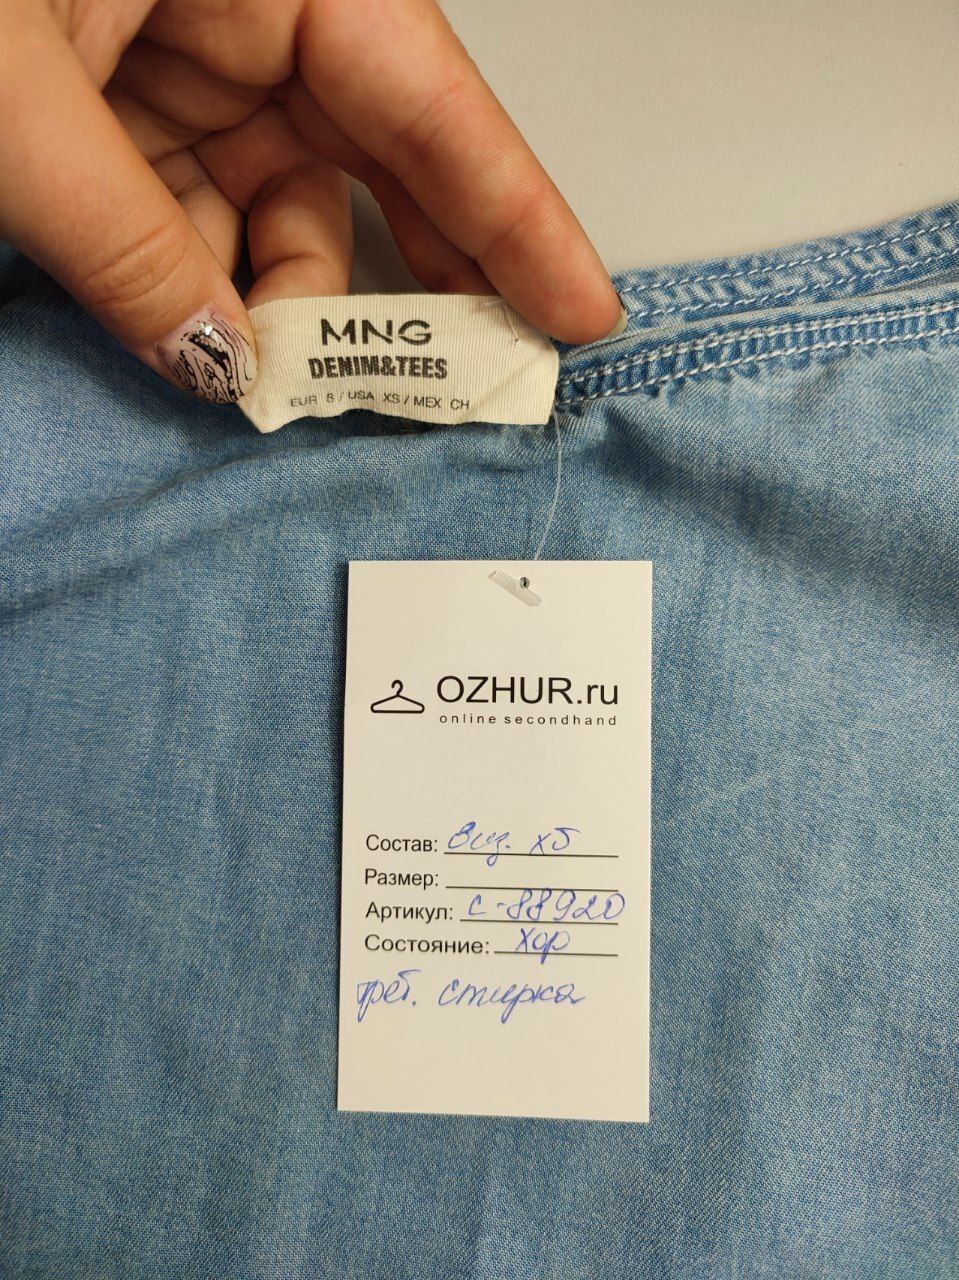 MNG
DENIM&TEES
EUR S / USA XS / MEX CH
OZHUR.ru
online secondhand
Состав: Виз. хб
Размер:
Артикул: С-88920
Состояние: Хор
треб. стирка